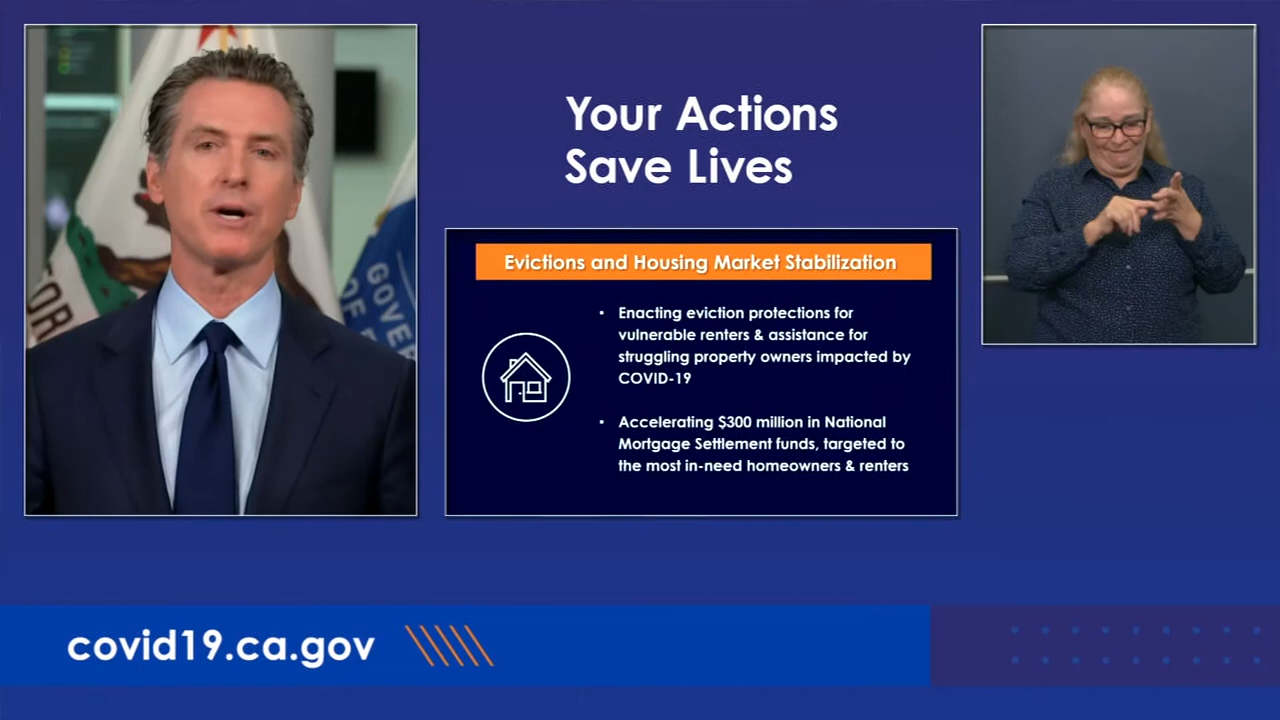 Your Actions
Save Lives
Evictions and Housing Market Stabilization
• Enacting eviction protections for
vulnerable renters & assistance for
struggling property owners impacted by
COVID-19
• Accelerating $300 million in National
Mortgage Settlement funds, targeted to
the most in-need homeowners & renters
covid19.ca.gov